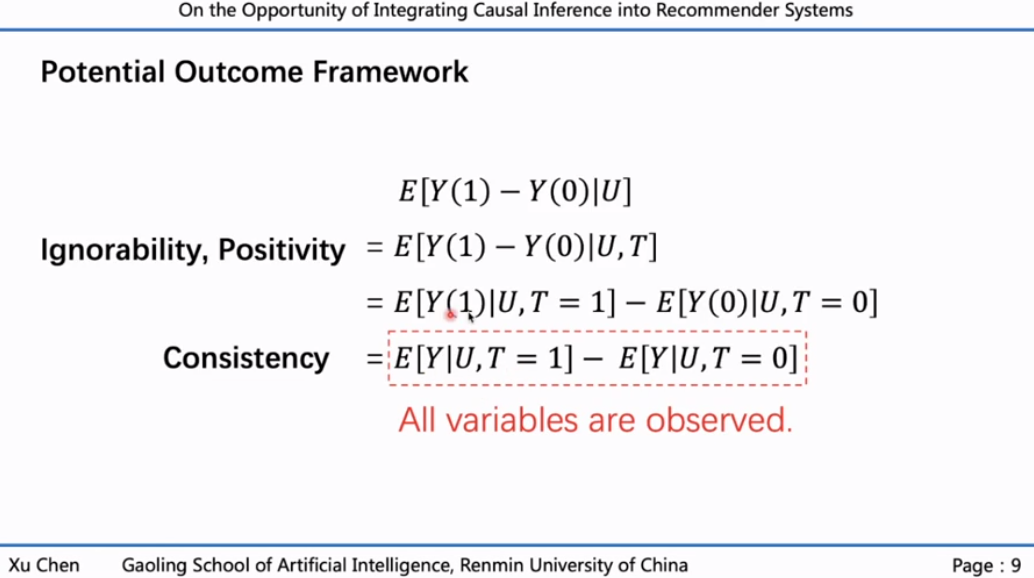 On the Opportunity of Integrating Causal Inference into Recommender Systems
Potential Outcome Framework
E[Y(1) − Y(0)|U]
Ignorability, Positivity = E[Y(1) − Y(0)|U, T]
= E[Y(1)|U, T = 1] − E[Y(0)|U, T = 0]
Consistency = E[Y|U, T = 1] − E[Y|U, T = 0]
All variables are observed.
Xu Chen Gaoling School of Artificial Intelligence, Renmin University of China Page : 9